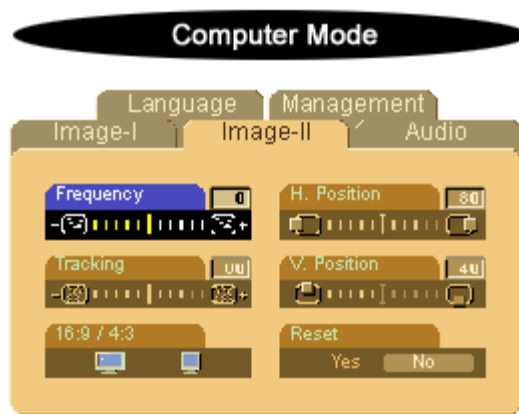 Computer Mode
Language Management
Image-I Image-II Audio
Frequency 0 H. Position 80
Tracking 00 V. Position 40
16:9 / 4:3 Reset
Yes No